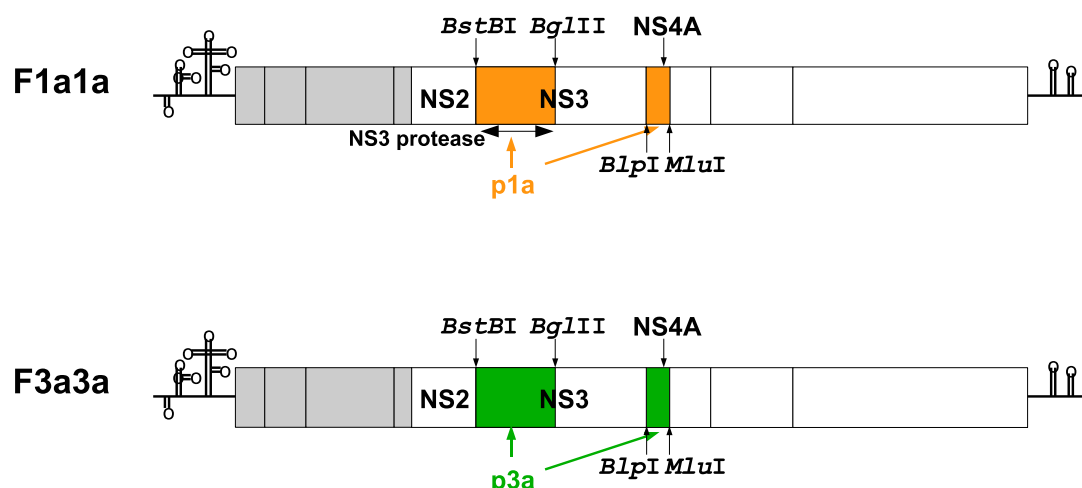 BstBI BglII NS4A
F1a1a
NS2 NS3
NS3 protease
BlpI MluI
p1a
BstBI BglII NS4A
F3a3a
NS2 NS3
BlpI MluI
p3a